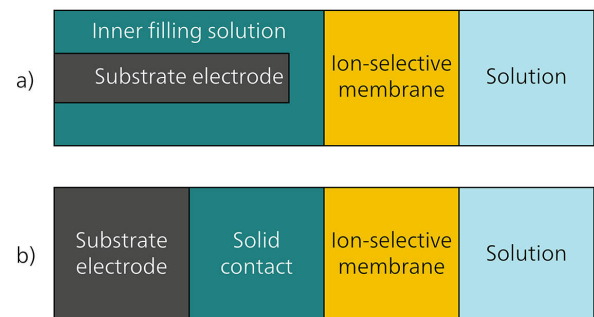 a)
Inner filling solution
Substrate electrode
Ion-selective
membrane
Solution
b)
Substrate
electrode
Solid
contact
Ion-selective
membrane
Solution